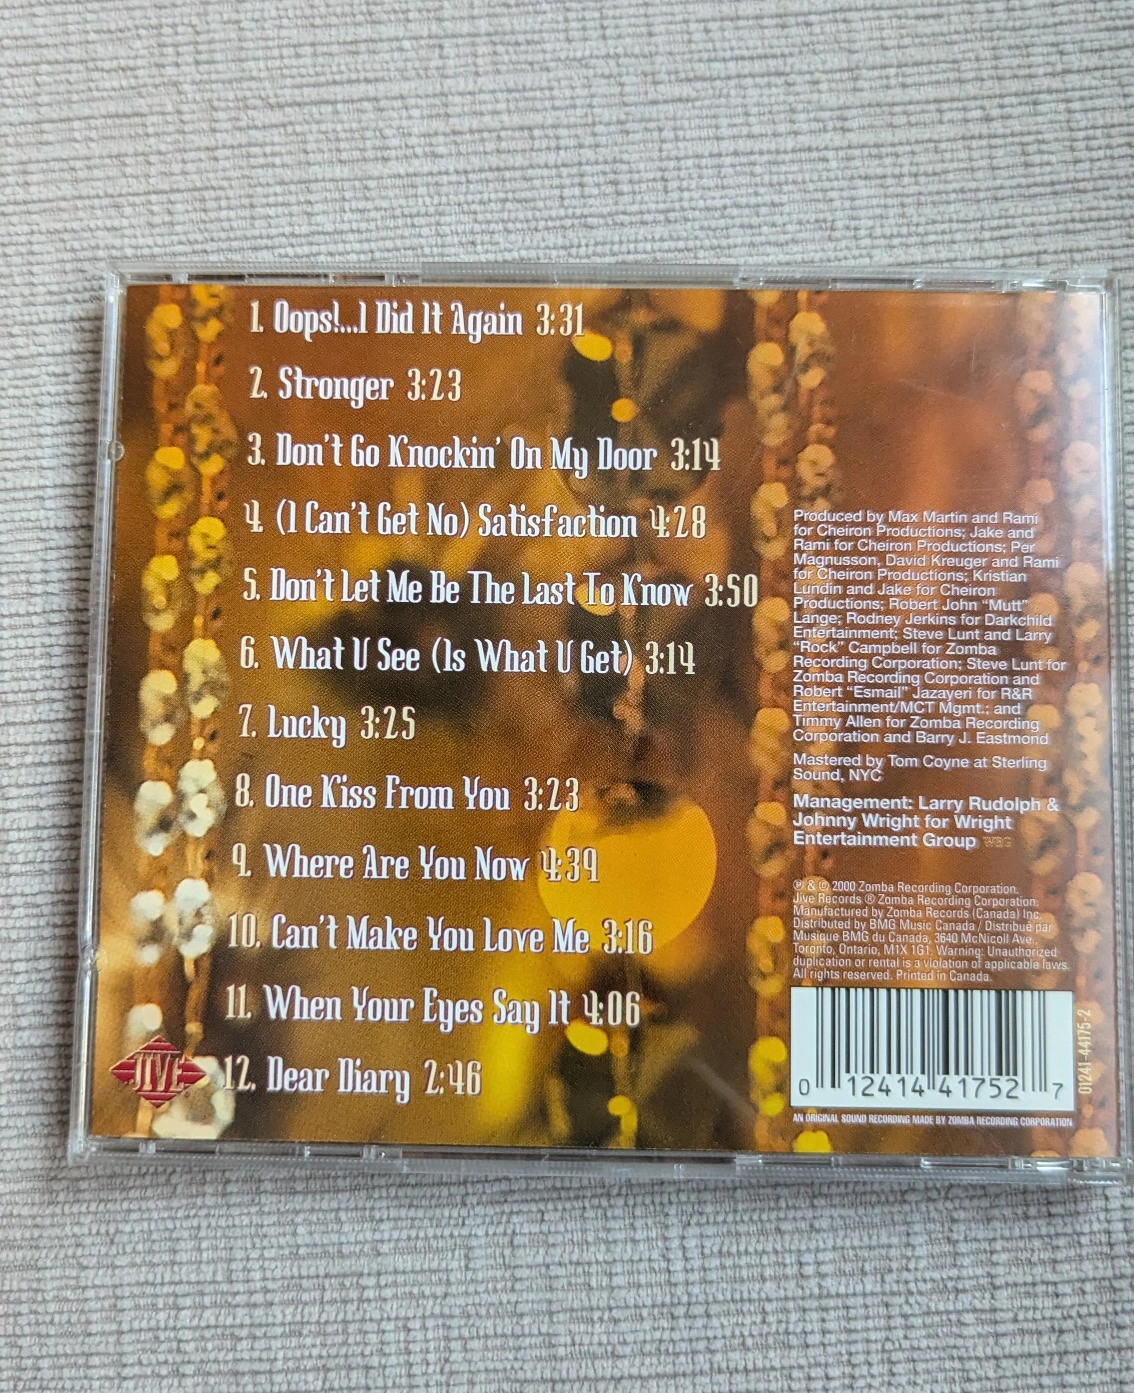 1. Oops!...I Did It Again 3:31
2. Stronger 3:23
3. Don't Go Knockin' On My Door 3:14
4. (I Can't Get No) Satisfaction 4:28
5. Don't Let Me Be The Last To Know 3:50
6. What U See (Is What U Get) 3:14
7. Lucky 3:25
8. One Kiss From You 3:23
9. Where Are You Now 4:39
10. Can't Make You Love Me 3:16
11. When Your Eyes Say It 4:06
12. Dear Diary 2:46
JIVE
Produced by Max Martin and Rami
for Cheiron Productions; Jake and
Rami for Cheiron Productions; Per
Magnusson, David Kreuger and Rami
for Cheiron Productions; Kristian
Lundin and Jake for Cheiron
Productions; Robert John "Mutt"
Lange; Rodney Jerkins for Darkchild
Entertainment; Steve Lunt and Larry
"Rock" Campbell for Zomba
Recording Corporation; Steve Lunt for
Zomba Recording Corporation and
Robert "Esmail" Jazayeri for R&R
Entertainment/MCT Mgmt.; and
Timmy Allen for Zomba Recording
Corporation and Barry J. Eastmond
Mastered by Tom Coyne at Sterling
Sound, NYC
Management: Larry Rudolph &
Johnny Wright for Wright
Entertainment Group
℗ & © 2000 Zomba Recording Corporation.
Jive Records ® Zomba Recording Corporation.
Manufactured by Zomba Records (Canada) Inc.
Distributed by BMG Music Canada / Distribué par
Musique BMG du Canada, 3640 McNicoll Ave.,
Toronto, Ontario, M1X 1G1. Warning: Unauthorized
duplication or rental is a violation of applicable laws.
All rights reserved. Printed in Canada.
0 12414 41752 7
01241-44175-2
AN ORIGINAL SOUND RECORDING MADE BY ZOMBA RECORDING CORPORATION